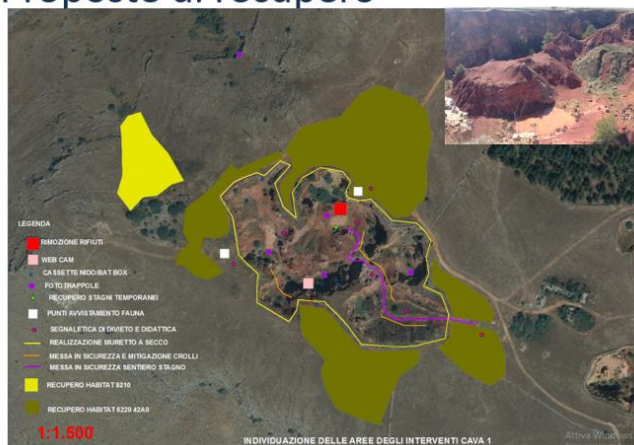 Proposte di recupero
LEGENDA
RIMOZIONE RIFIUTI
WEB CAM
CASSETTE NIDO/BAT BOX
FOTOTRAPPOLE
RECUPERO STAGNI TEMPORANEI
PUNTI AVVISTAMENTO FAUNA
SEGNALETICA DI DIVIETO E DIDATTICA
REALIZZAZIONE MURETTO A SECCO
MESSA IN SICUREZZA E MITIGAZIONE CROLLI
MESSA IN SICUREZZA SENTIERO STAGNO
RECUPERO HABITAT 8210
RECUPERO HABITAT 6220 42A0
1:1.500
INDIVIDUAZIONE DELLE AREE DEGLI INTERVENTI CAVA 1
Attiva Windows